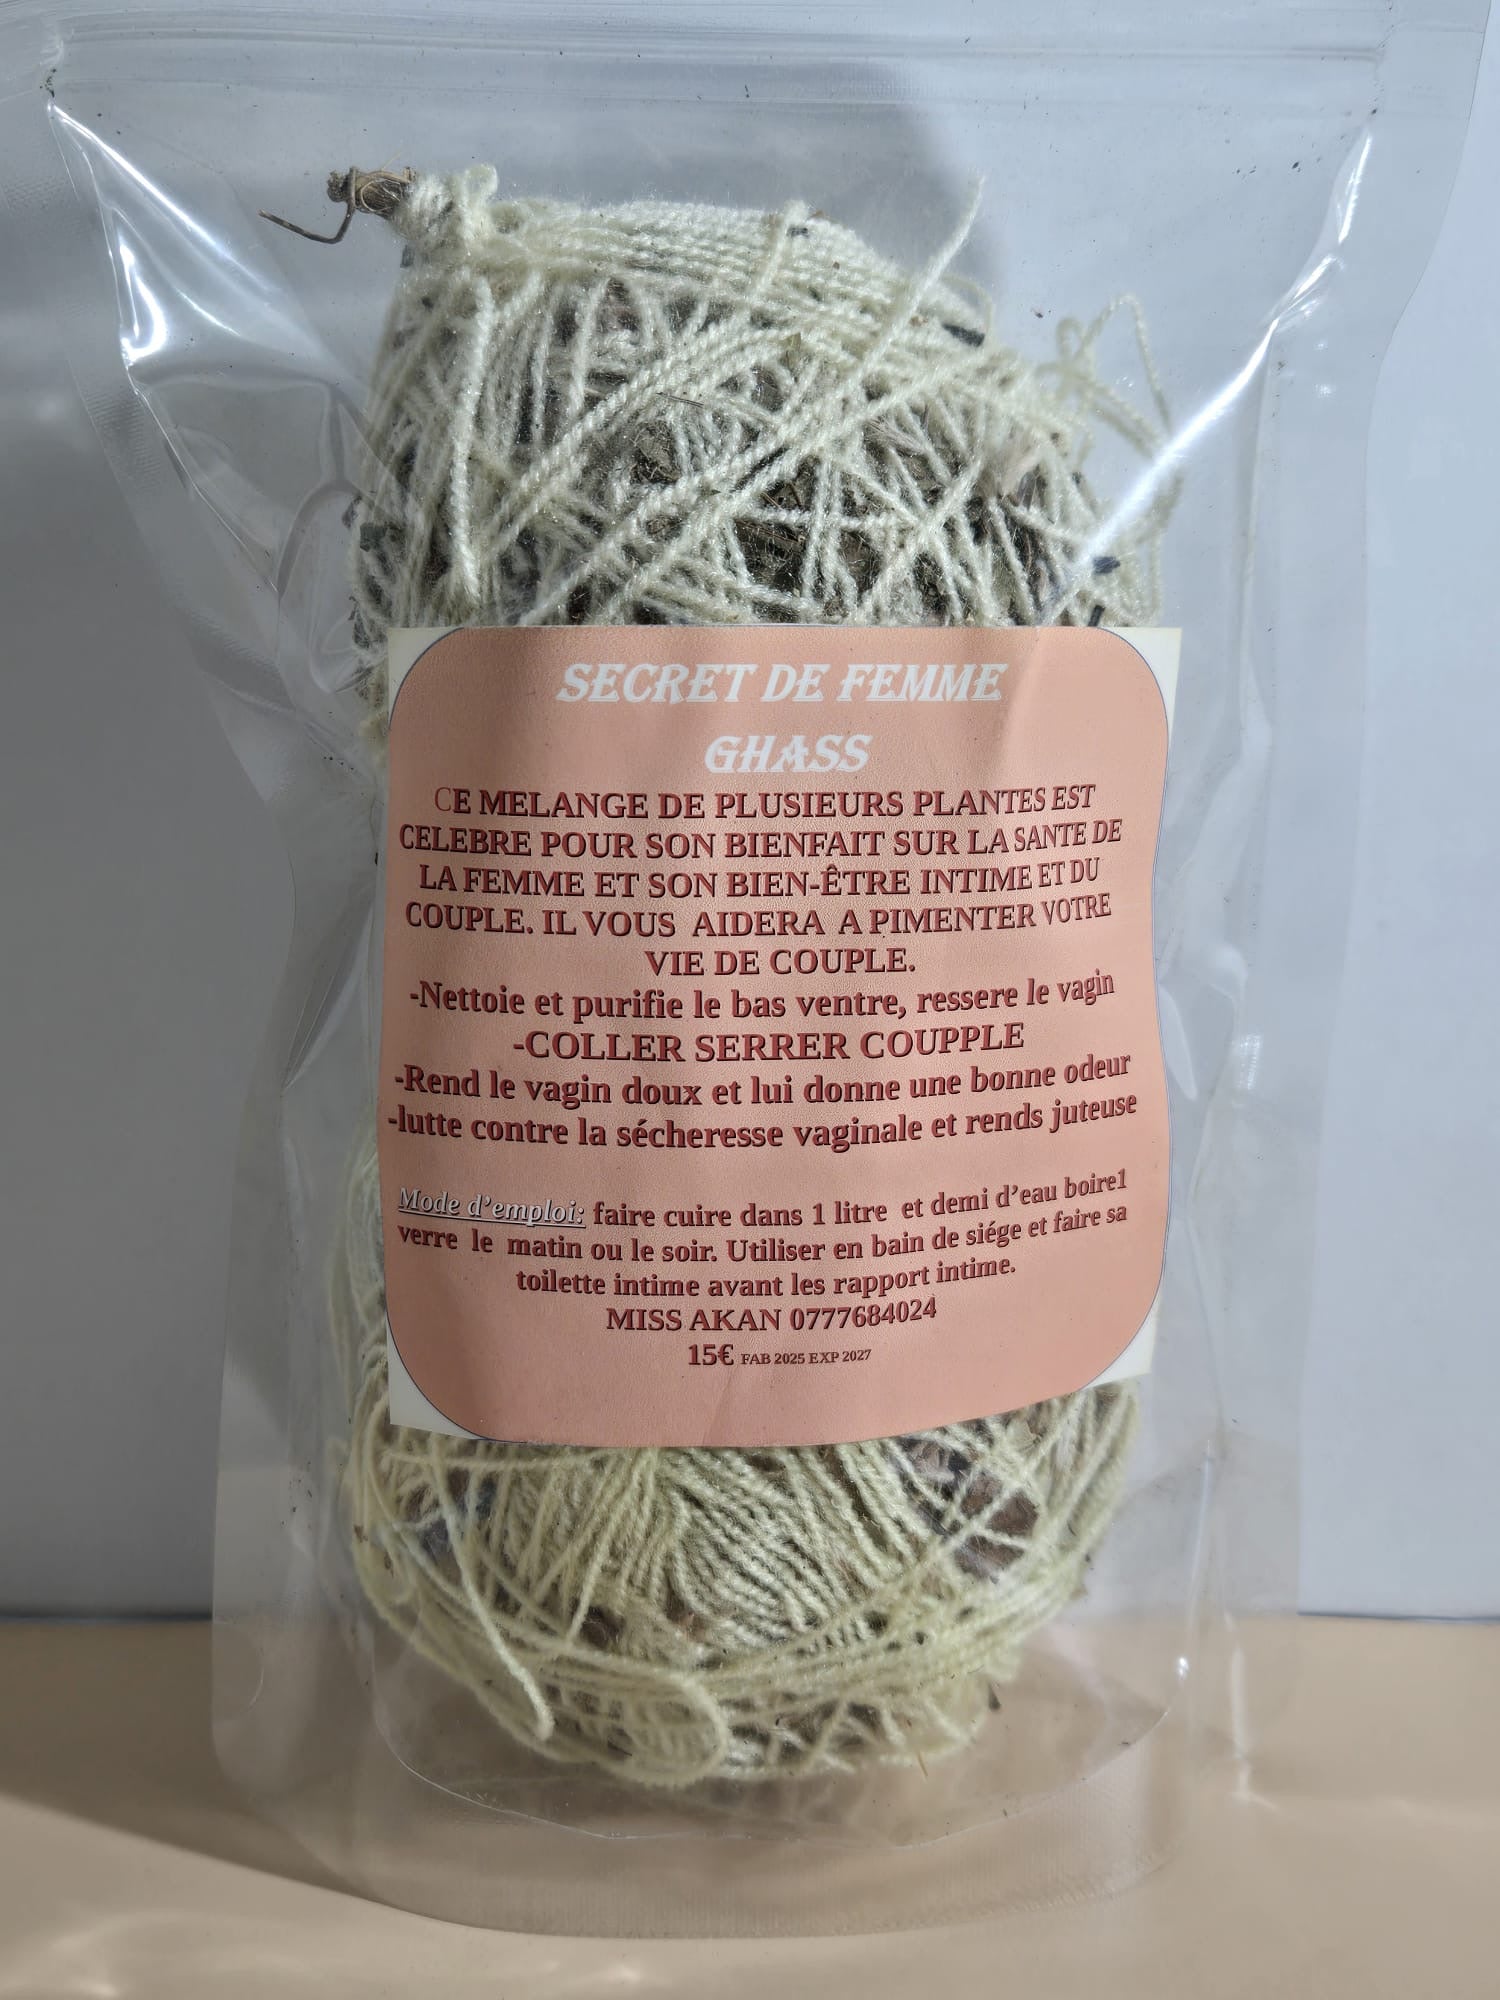 SECRET DE FEMME
GHASS
CE MELANGE DE PLUSIEURS PLANTES EST
CELEBRE POUR SON BIENFAIT SUR LA SANTE DE
LA FEMME ET SON BIEN-ÊTRE INTIME ET DU
COUPLE. IL VOUS AIDERA A PIMENTER VOTRE
VIE DE COUPLE.
-Nettoie et purifie le bas ventre, ressere le vagin
-COLLER SERRER COUPPLE
-Rend le vagin doux et lui donne une bonne odeur
-lutte contre la sécheresse vaginale et rends juteuse
Mode d'emploi: faire cuire dans 1 litre et demi d'eau boire1
verre le matin ou le soir. Utiliser en bain de siége et faire sa
toilette intime avant les rapport intime.
MISS AKAN 0777684024
15€ FAB 2025 EXP 2027